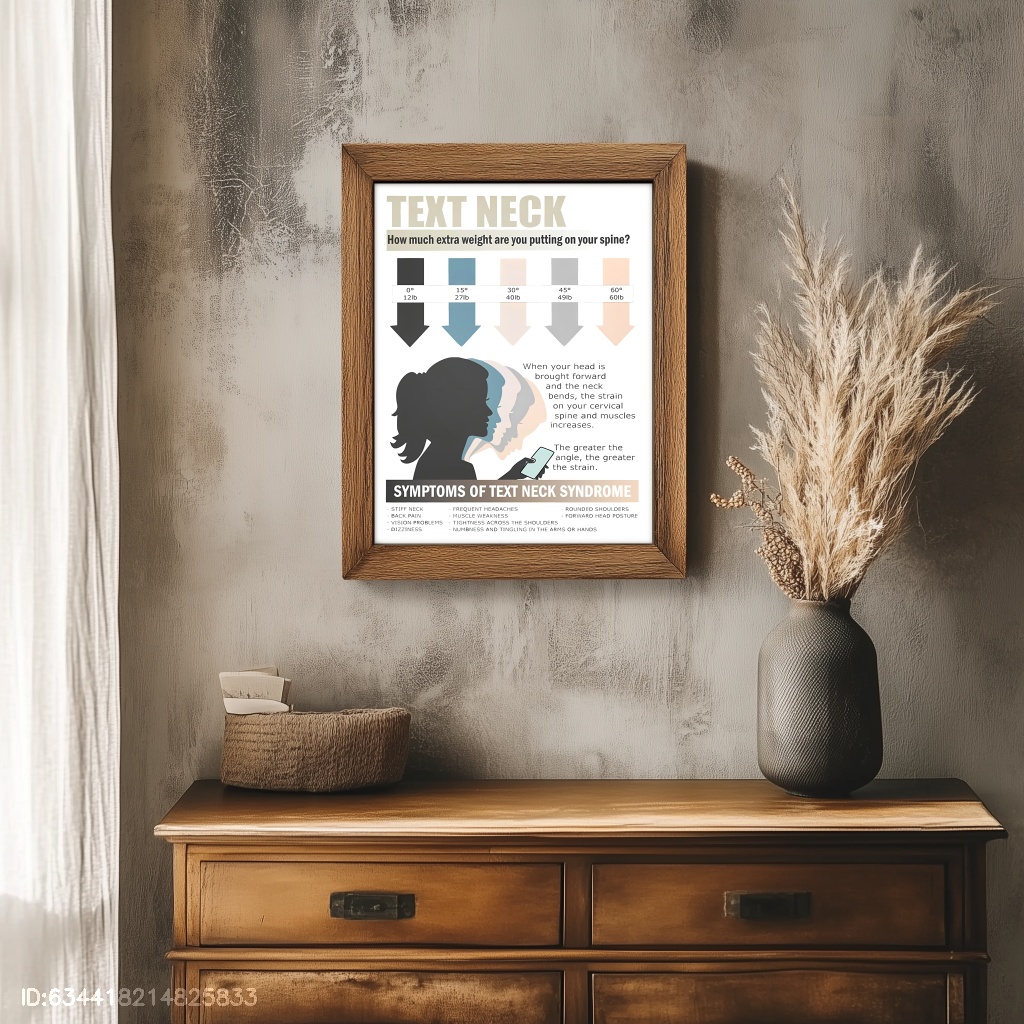 TEXT NECK
How much extra weight are you putting on your spine?
0° 15° 30° 45° 60°
12lb 27lb 40lb 49lb 60lb
When your head is
brought forward
and the neck
bends, the strain
on your cervical
spine and muscles
increases.
The greater the
angle, the greater
the strain.
SYMPTOMS OF TEXT NECK SYNDROME
· STIFF NECK
· BACK PAIN
· VISION PROBLEMS
· DIZZINESS
· FREQUENT HEADACHES
· MUSCLE WEAKNESS
· TIGHTNESS ACROSS THE SHOULDERS
· NUMBNESS AND TINGLING IN THE ARMS OR HANDS
· ROUNDED SHOULDERS
· FORWARD HEAD POSTURE
ID:634418214825833